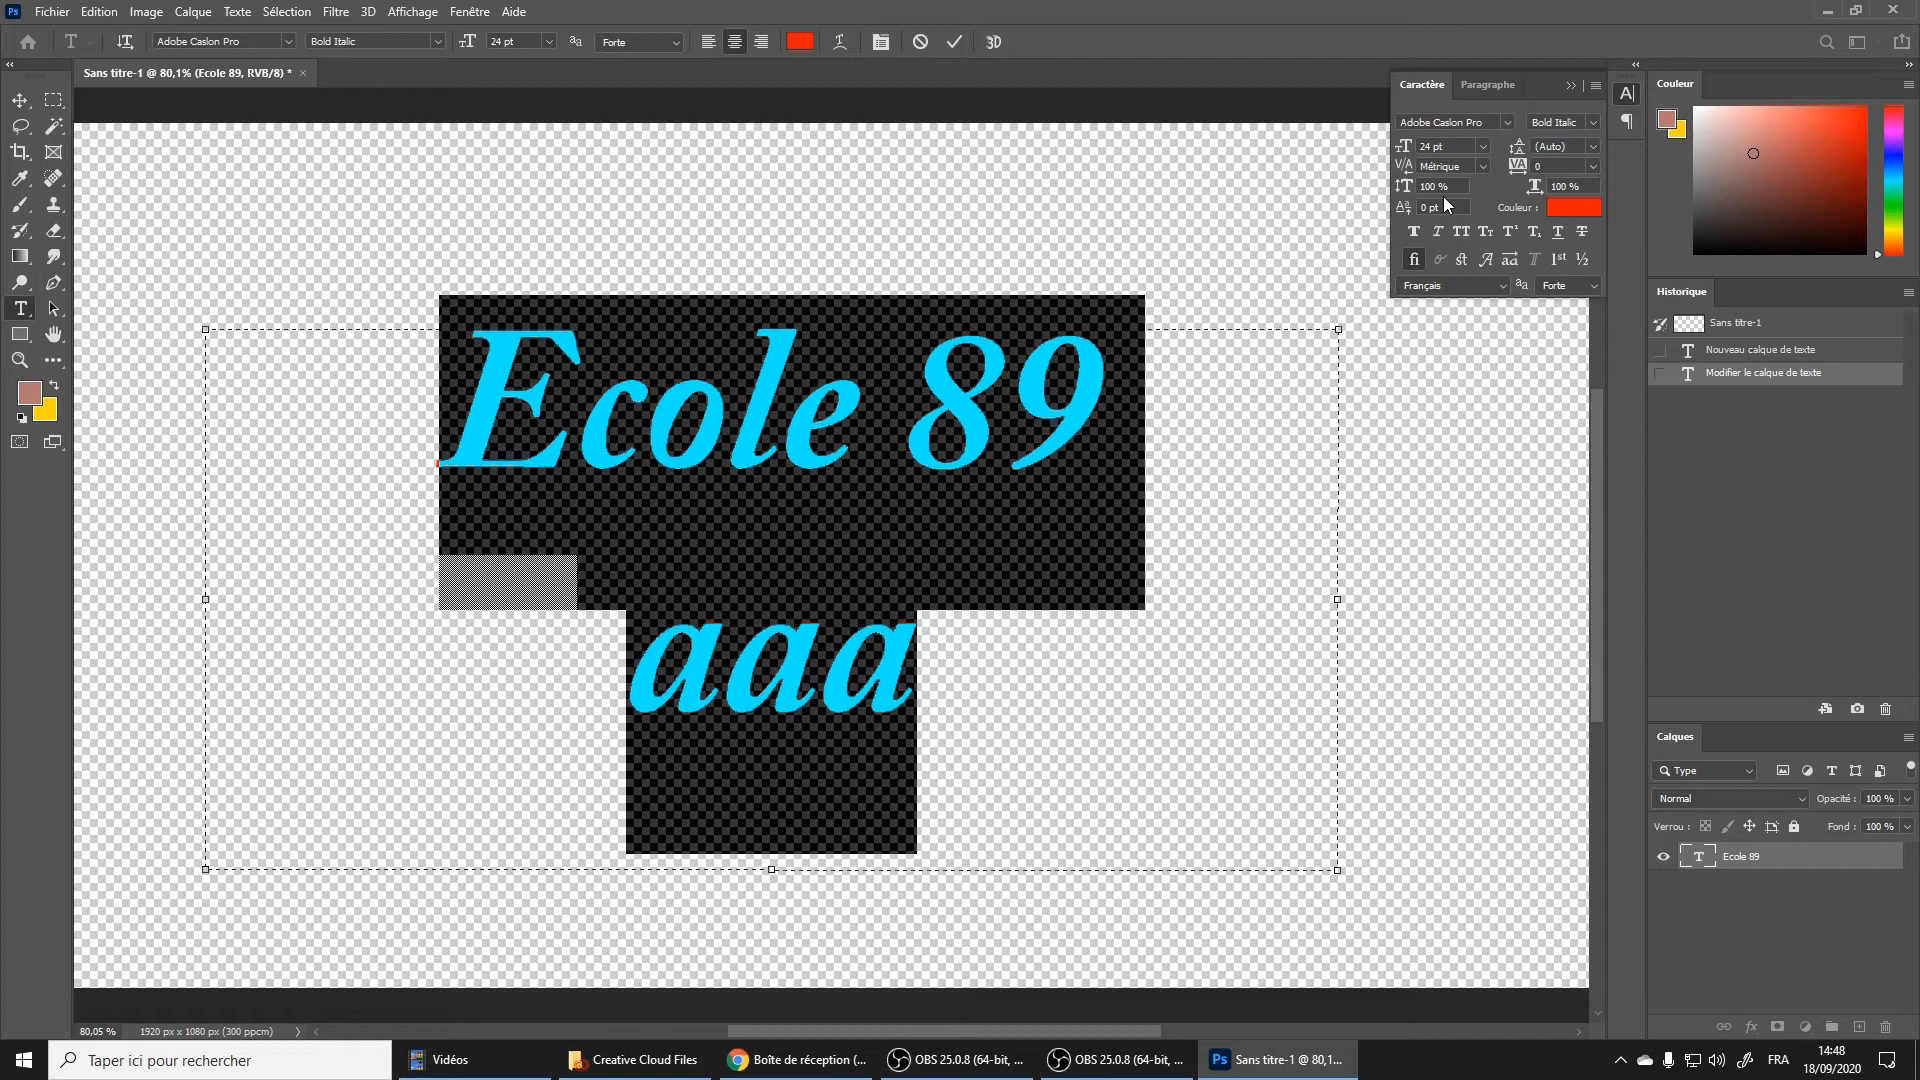 Ps Fichier Edition Image Calque Texte Sélection Filtre 3D Affichage Fenêtre Aide
Adobe Caslon Pro Bold Italic 24 pt Forte 3D
Sans titre-1 @ 80,1% (Ecole 89, RVB/8) *
Caractère Paragraphe
Adobe Caslon Pro Bold Italic
24 pt (Auto)
Métrique 0
100 % 100 %
0 pt Couleur :
Français Forte
Couleur
Historique
Sans titre-1
Nouveau calque de texte
Modifier le calque de texte
Ecole 89
aaa
Calques
Type
Normal Opacité : 100 %
Verrou : Fond : 100 %
Ecole 89
80,05 % 1920 px x 1080 px (300 ppcm)
Taper ici pour rechercher
Vidéos
Creative Cloud Files
Boîte de réception (...
OBS 25.0.8 (64-bit, ...
OBS 25.0.8 (64-bit, ...
Ps Sans titre-1 @ 80,1...
FRA
14:48
18/09/2020